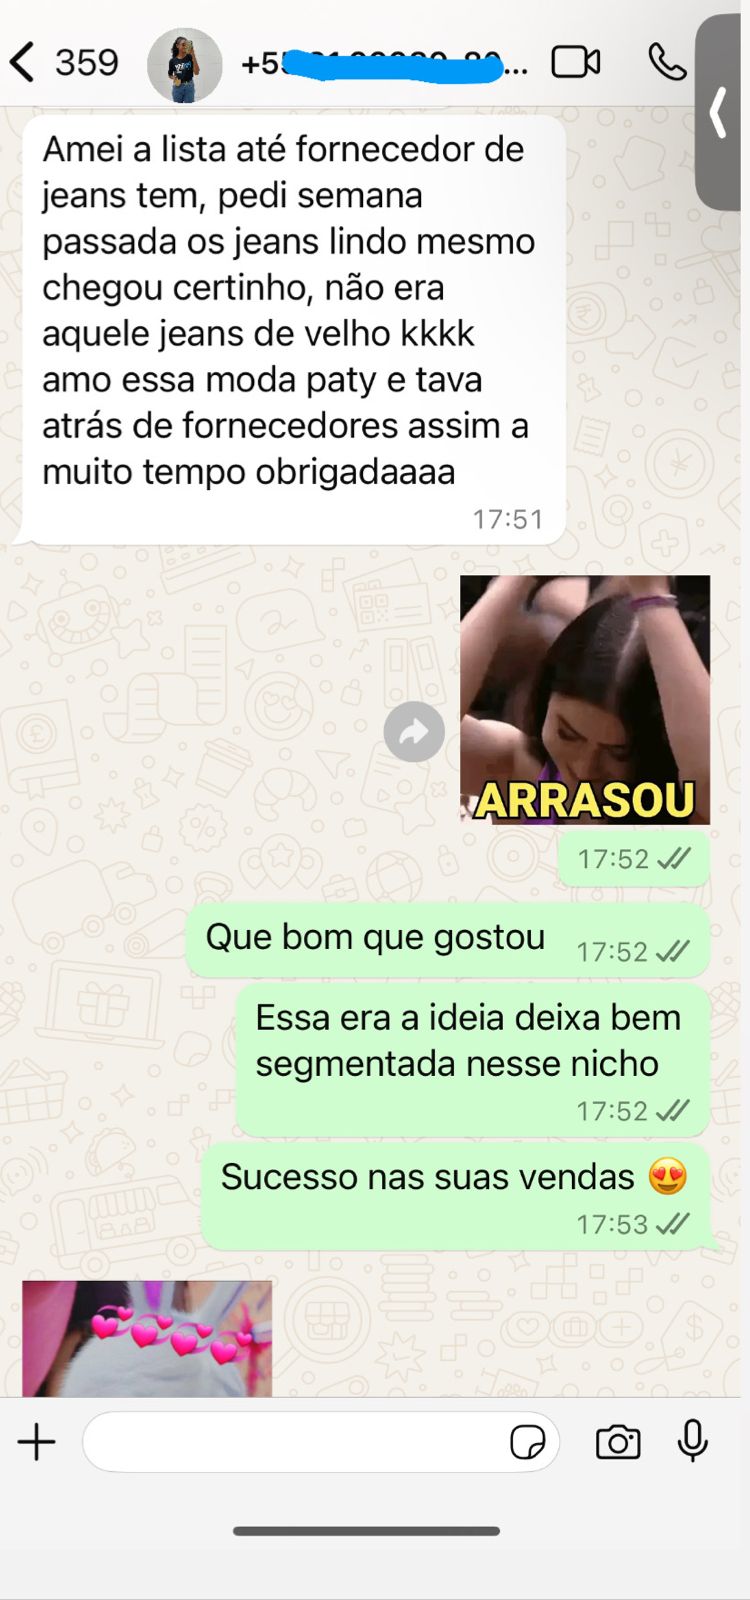 359
Amei a lista até fornecedor de
jeans tem, pedi semana
passada os jeans lindo mesmo
chegou certinho, não era
aquele jeans de velho kkkk
amo essa moda paty e tava
atrás de fornecedores assim a
muito tempo obrigadaaaa
17:51
ARRASOU
17:52
Que bom que gostou 17:52
Essa era a ideia deixa bem
segmentada nesse nicho
17:52
Sucesso nas suas vendas 😍
17:53